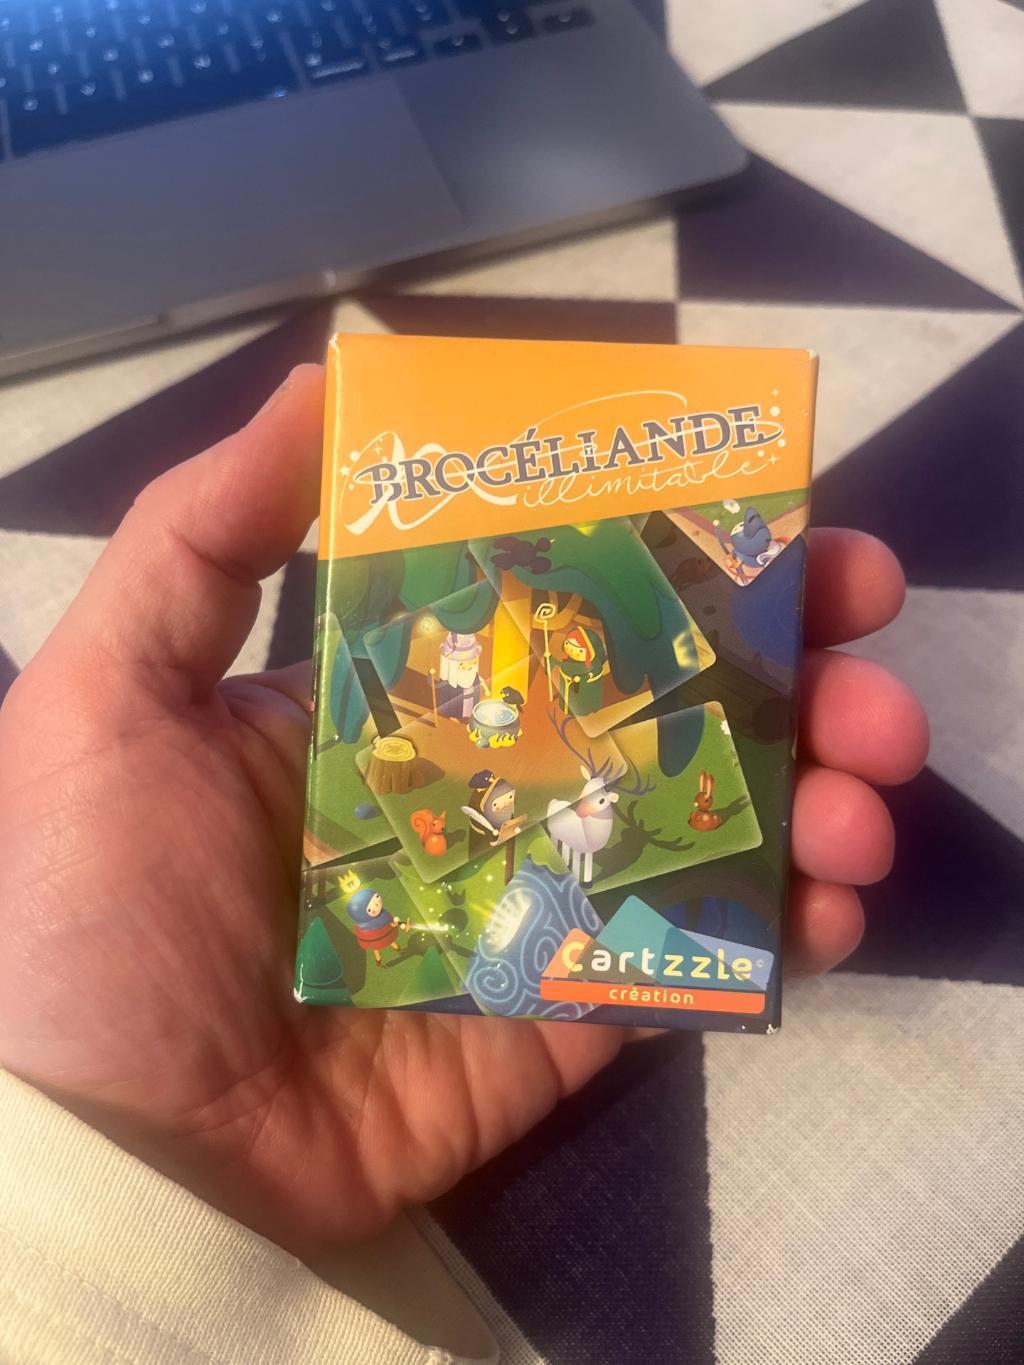 BROCÉLIANDE
illimitable
cartzzle©
création